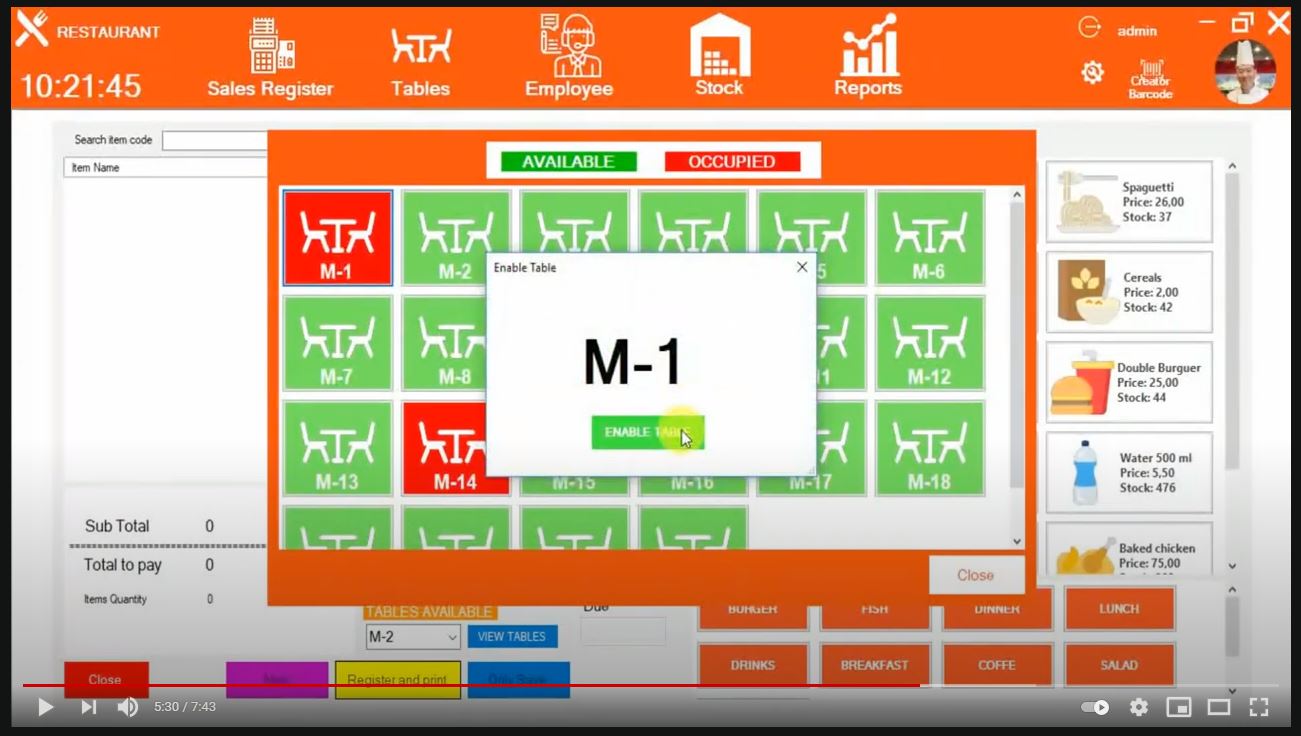 RESTAURANT
10:21:45
Sales Register
Tables
Employee
Stock
Reports
admin
Creator
Barcode
Search item code
Item Name
AVAILABLE
OCCUPIED
M-1
M-2
5
M-6
M-7
M-8
11
M-12
M-13
M-14
M-15
M-16
M-17
M-18
Enable Table
M-1
ENABLE TABLE
Close
Spaguetti
Price: 26,00
Stock: 37
Cereals
Price: 2,00
Stock: 42
Double Burguer
Price: 25,00
Stock: 44
Water 500 ml
Price: 5,50
Stock: 476
Baked chicken
Price: 75,00
Sub Total 0
Total to pay 0
Items Quantity 0
TABLES AVAILABLE
Due
M-2
VIEW TABLES
BURGER
FISH
DINNER
LUNCH
DRINKS
BREAKFAST
COFFE
SALAD
Close
Register and print
Only Save
5:30 / 7:43